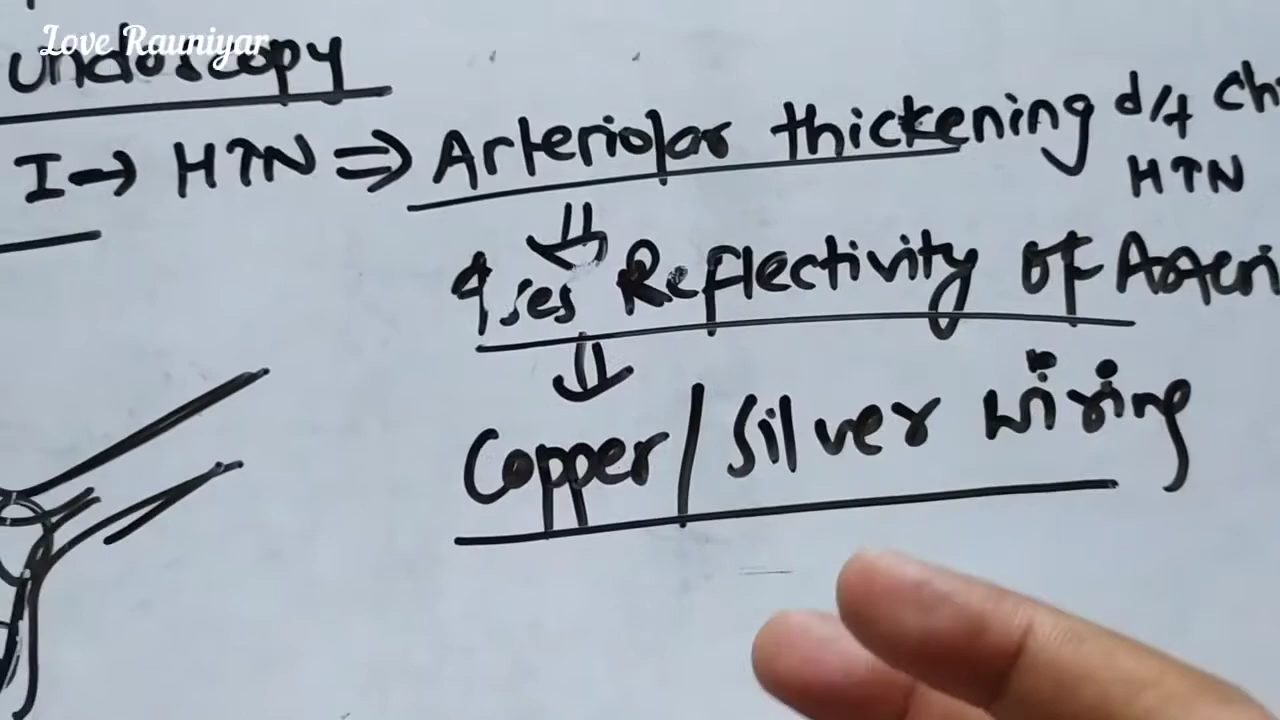 Love Rauniyar
undoscopy
I → HTN ⇒ Arteriolar thickening d/t Ch
HTN
⇓
↑ses Reflectivity of Arteri
⇓
Copper/Silver wiring